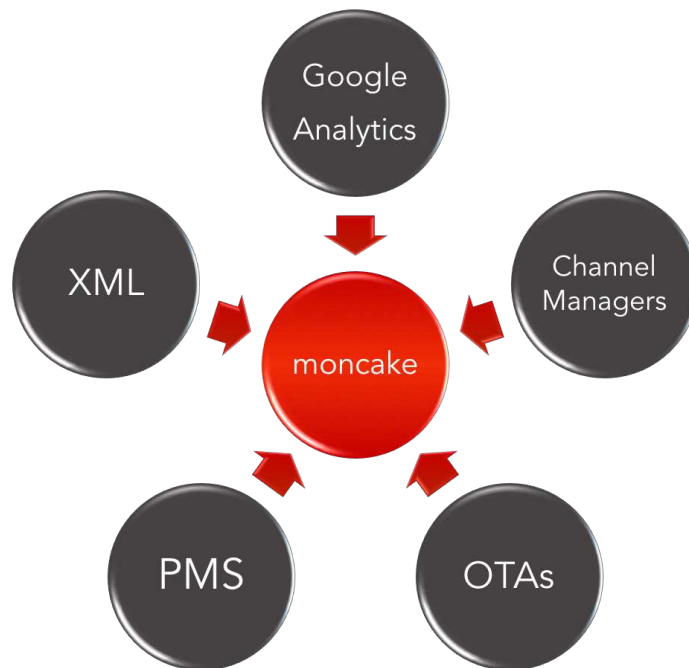 Google
Analytics
XML
Channel
Managers
moncake
PMS
OTAs